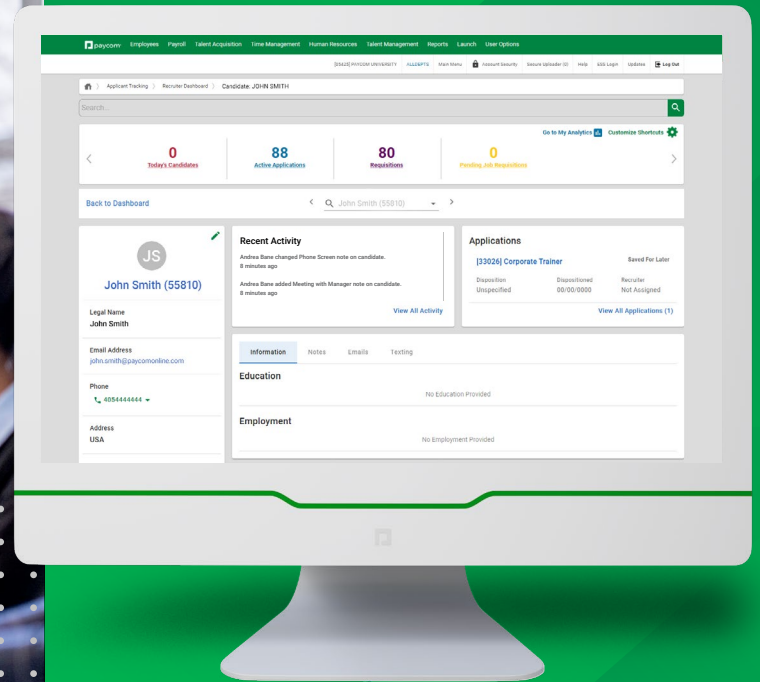 paycom Employees Payroll Talent Acquisition Time Management Human Resources Talent Management Reports Launch User Options
[0SG2S] PAYCOM UNIVERSITY ALLDEPTS Main Menu Account Security Secure Uploader (0) Help ESS Login Updates Log Out
Applicant Tracking Recruiter Dashboard Candidate: JOHN SMITH
Search...
Go to My Analytics Customize Shortcuts
0 88 80 0
Today's Candidates Active Applications Requisitions Pending Job Requisitions
Back to Dashboard John Smith (55810)
JS
John Smith (55810)
Legal Name
John Smith
Email Address
john.smith@paycomonline.com
Phone
4054444444
Address
USA
Recent Activity
Andrea Bane changed Phone Screen note on candidate.
8 minutes ago
Andrea Bane added Meeting with Manager note on candidate.
8 minutes ago
View All Activity
Applications
[33026] Corporate Trainer Saved For Later
Disposition Dispositioned Recruiter
Unspecified 00/00/0000 Not Assigned
View All Applications (1)
Information Notes Emails Texting
Education
No Education Provided
Employment
No Employment Provided